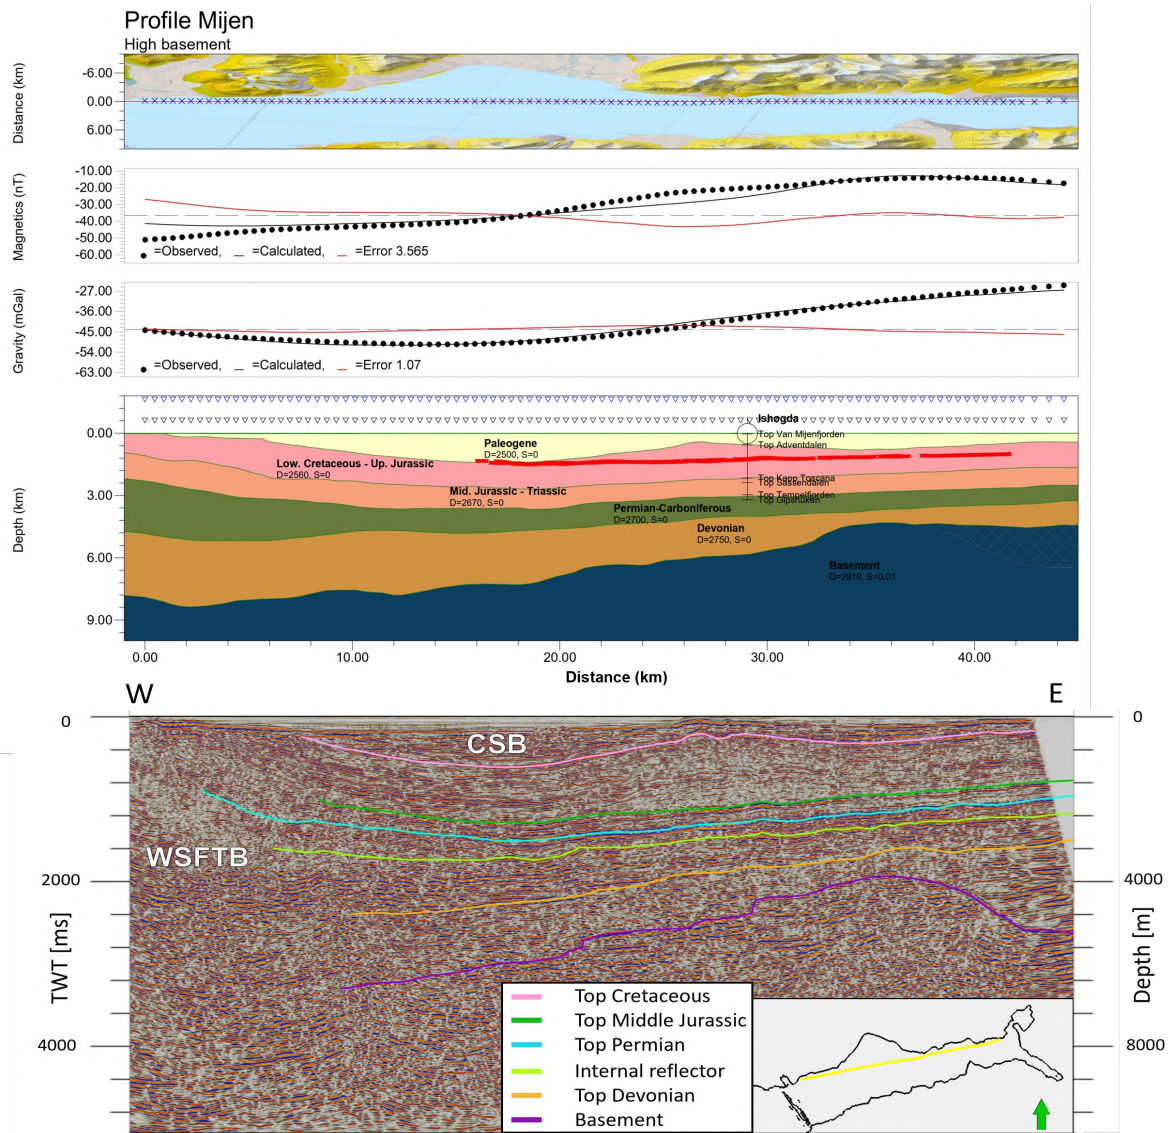 Profile Mijen
High basement
Distance (km)
-6.00
0.00
6.00
Magnetics (nT)
-10.00
-20.00
-30.00
-40.00
-50.00
-60.00
=Observed, =Calculated, =Error 3.565
Gravity (mGal)
-27.00
-36.00
-45.00
-54.00
-63.00
=Observed, =Calculated, =Error 1.07
Depth (km)
0.00
3.00
6.00
9.00
Ishøgda
Top Van Mijenfjorden
Top Adventdalen
Paleogene
D=2500, S=0
Low. Cretaceous - Up. Jurassic
D=2560, S=0
Top Kapp Toscana
Top Sassendalen
Mid. Jurassic - Triassic
D=2670, S=0
Top Tempelfjorden
Top Gipshuken
Permian-Carboniferous
D=2700, S=0
Devonian
D=2750, S=0
Basement
D=2910, S=0.01
0.00 10.00 20.00 30.00 40.00
Distance (km)
W E
0 0
CSB
WSFTB
2000 4000
TWT [ms] Depth [m]
4000 8000
Top Cretaceous
Top Middle Jurassic
Top Permian
Internal reflector
Top Devonian
Basement